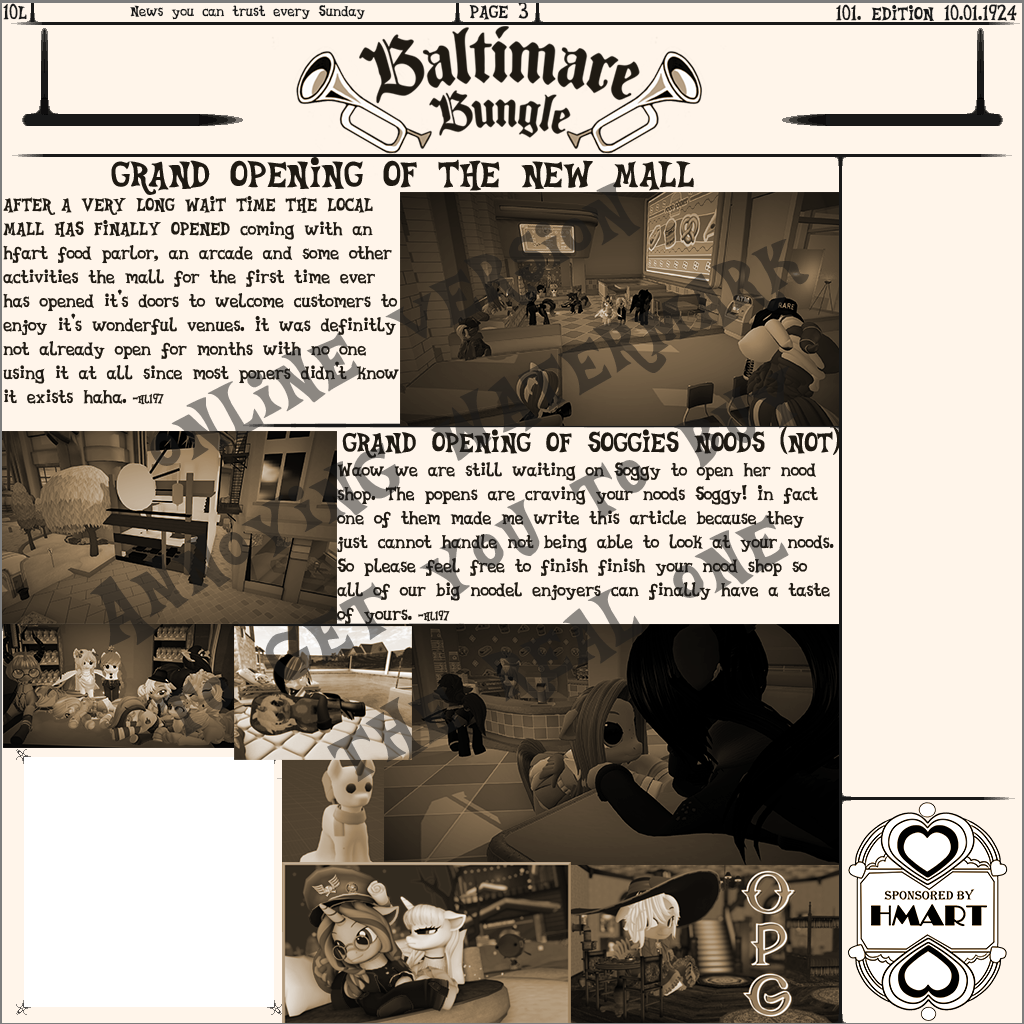 10L
News you can trust every Sunday
PAGE 3
101. EDITION 10.01.1924
Baltimare
Bungle
GRAND OPENING OF THE NEW MALL
AFTER A VERY LONG WAIT TIME THE LOCAL
MALL HAS FINALLY OPENED coming with an
hfart food parlor, an arcade and some other
activities the mall for the first time ever
has opened it's doors to welcome customers to
enjoy it's wonderful venues. it was definitly
not already open for months with no one
using it at all since most poners didn't know
it exists haha. -HL197
GRAND OPENING OF SOGGIES NOODS (NOT)
Waow we are still waiting on Soggy to open her nood
shop. The popens are craving your noods Soggy! in fact
one of them made me write this article because they
just cannot handle not being able to look at your noods.
So please feel free to finish finish your nood shop so
all of our big noodel enjoyers can finally have a taste
of yours. -HL197
ONLINE VERSION
ANNOYING WATERMARK
TO GET YOU TO BUY
THE REAL ONE
RARE
OPG
SPONSORED BY
HMART